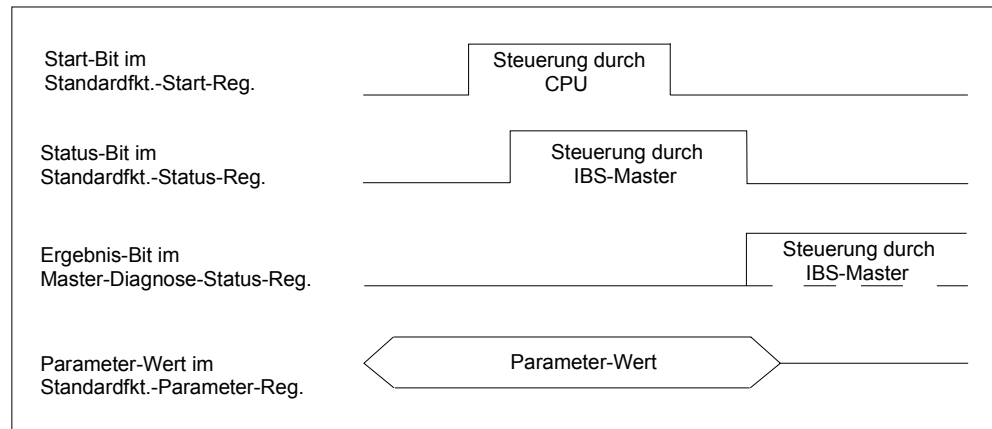 Start-Bit im
Standardfkt.-Start-Reg.
Steuerung durch
CPU
Status-Bit im
Standardfkt.-Status-Reg.
Steuerung durch
IBS-Master
Ergebnis-Bit im
Master-Diagnose-Status-Reg.
Steuerung durch
IBS-Master
Parameter-Wert im
Standardfkt.-Parameter-Reg.
Parameter-Wert